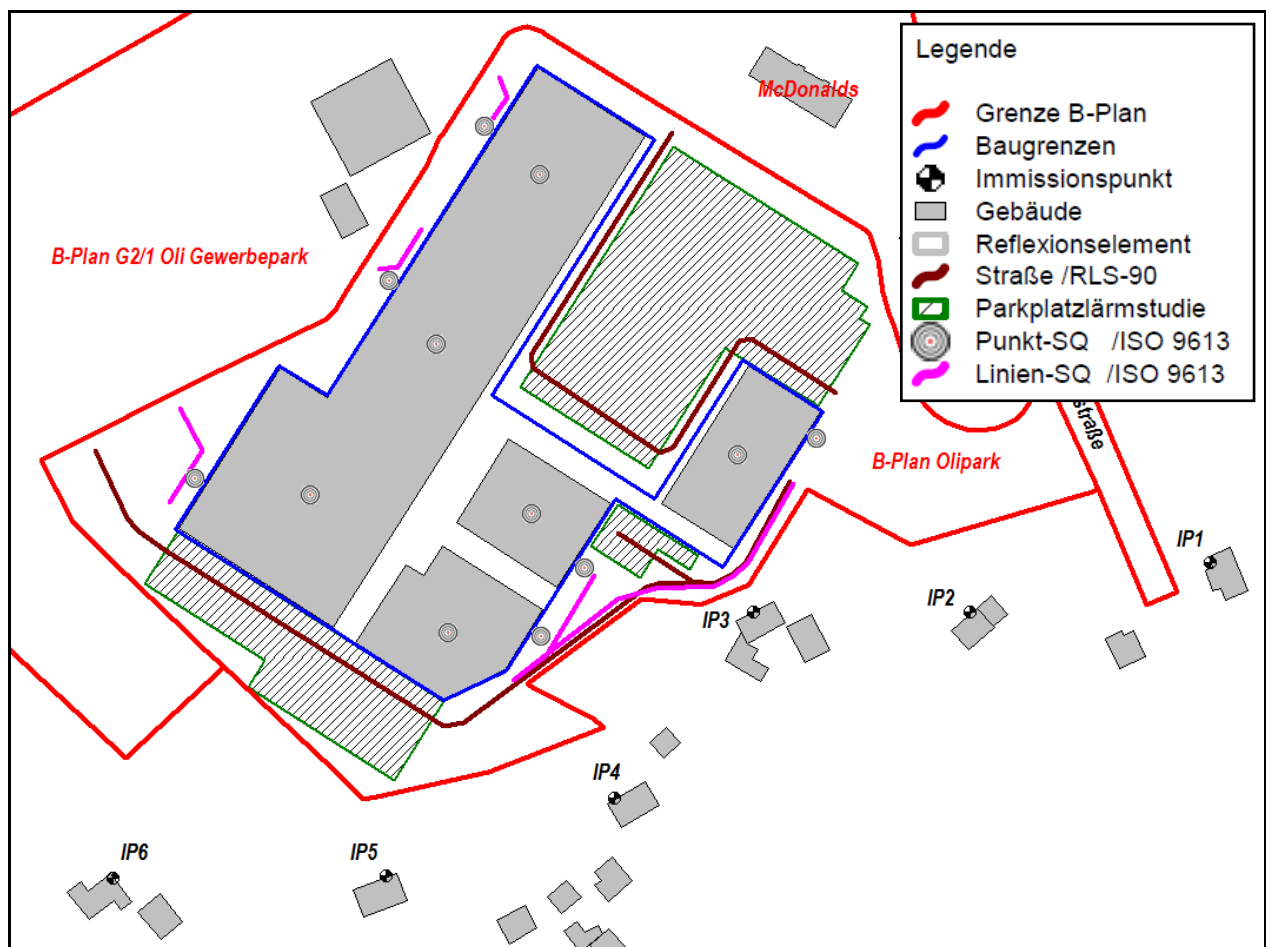 Legende
Grenze B-Plan
Baugrenzen
Immissionspunkt
Gebäude
Reflexionselement
Straße /RLS-90
Parkplatzlärmstudie
Punkt-SQ /ISO 9613
Linien-SQ /ISO 9613
McDonalds
B-Plan G2/1 Oli Gewerbepark
B-Plan Olipark
IP1
IP2
IP3
IP4
IP5
IP6